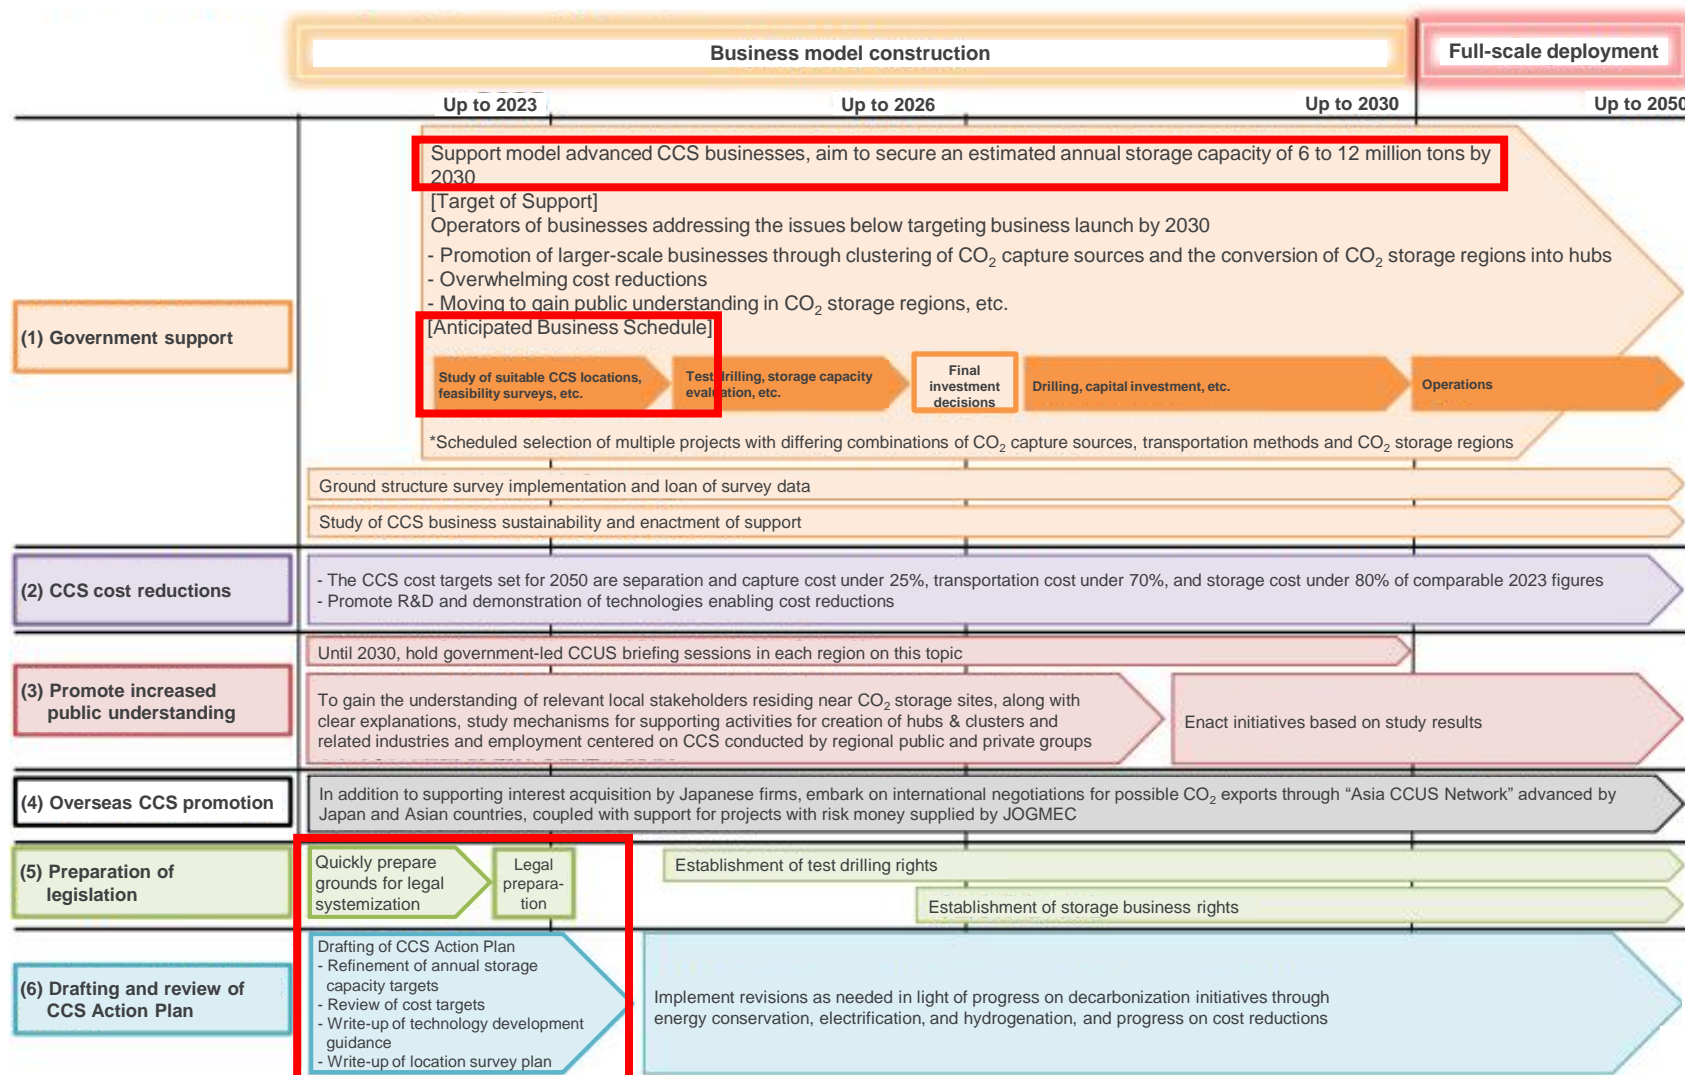 Business model construction
Full-scale deployment
Up to 2023
Up to 2026
Up to 2030
Up to 2050
(1) Government support
Support model advanced CCS businesses, aim to secure an estimated annual storage capacity of 6 to 12 million tons by
2030
[Target of Support]
Operators of businesses addressing the issues below targeting business launch by 2030
- Promotion of larger-scale businesses through clustering of CO2 capture sources and the conversion of CO2 storage regions into hubs
- Overwhelming cost reductions
- Moving to gain public understanding in CO2 storage regions, etc.
[Anticipated Business Schedule]
Study of suitable CCS locations,
feasibility surveys, etc.
Test drilling, storage capacity
evaluation, etc.
Final
investment
decisions
Drilling, capital investment, etc.
Operations
*Scheduled selection of multiple projects with differing combinations of CO2 capture sources, transportation methods and CO2 storage regions
Ground structure survey implementation and loan of survey data
Study of CCS business sustainability and enactment of support
(2) CCS cost reductions
- The CCS cost targets set for 2050 are separation and capture cost under 25%, transportation cost under 70%, and storage cost under 80% of comparable 2023 figures
- Promote R&D and demonstration of technologies enabling cost reductions
(3) Promote increased
public understanding
Until 2030, hold government-led CCUS briefing sessions in each region on this topic
To gain the understanding of relevant local stakeholders residing near CO2 storage sites, along with
clear explanations, study mechanisms for supporting activities for creation of hubs & clusters and
related industries and employment centered on CCS conducted by regional public and private groups
Enact initiatives based on study results
(4) Overseas CCS promotion
In addition to supporting interest acquisition by Japanese firms, embark on international negotiations for possible CO2 exports through “Asia CCUS Network” advanced by
Japan and Asian countries, coupled with support for projects with risk money supplied by JOGMEC
(5) Preparation of
legislation
Quickly prepare
grounds for legal
systemization
Legal
prepara-
tion
Establishment of test drilling rights
Establishment of storage business rights
(6) Drafting and review of
CCS Action Plan
Drafting of CCS Action Plan
- Refinement of annual storage
capacity targets
- Review of cost targets
- Write-up of technology development
guidance
- Write-up of location survey plan
Implement revisions as needed in light of progress on decarbonization initiatives through
energy conservation, electrification, and hydrogenation, and progress on cost reductions